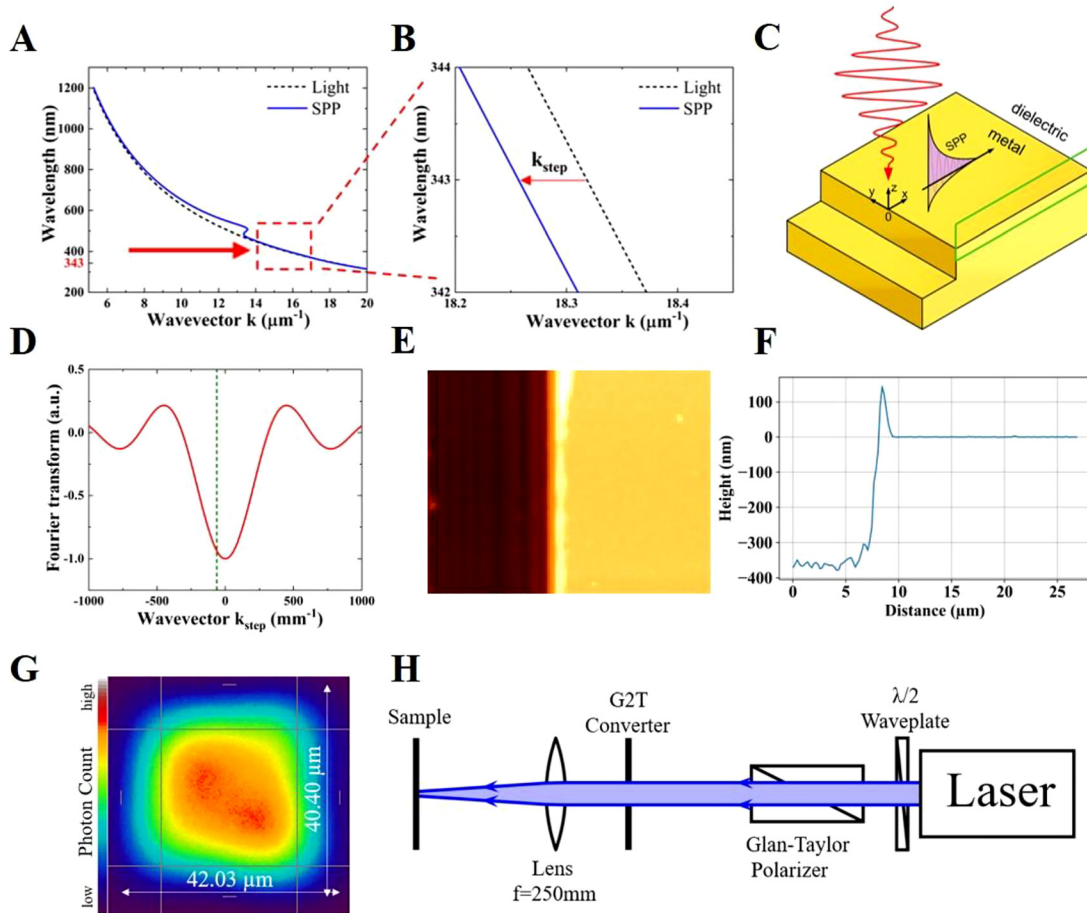 A
Wavelength (nm)
1200
1000
800
600
400
343
200
6
8
10
12
14
16
18
20
Wavevector k (µm⁻¹)
Light
SPP
B
Wavelength (nm)
344
343
342
18.2
18.3
18.4
Wavevector k (µm⁻¹)
Light
SPP
k_step
C
dielectric
metal
SPP
y
z
x
0
D
Fourier transform (a.u.)
0.5
0.0
-0.5
-1.0
-1000
-500
0
500
1000
Wavevector k_step (mm⁻¹)
E
F
Height (nm)
100
0
−100
−200
−300
−400
0
5
10
15
20
25
Distance (µm)
G
high
Photon Count
low
40.40 µm
42.03 µm
H
Sample
G2T
Converter
λ/2
Waveplate
Laser
Lens
f=250mm
Glan-Taylor
Polarizer